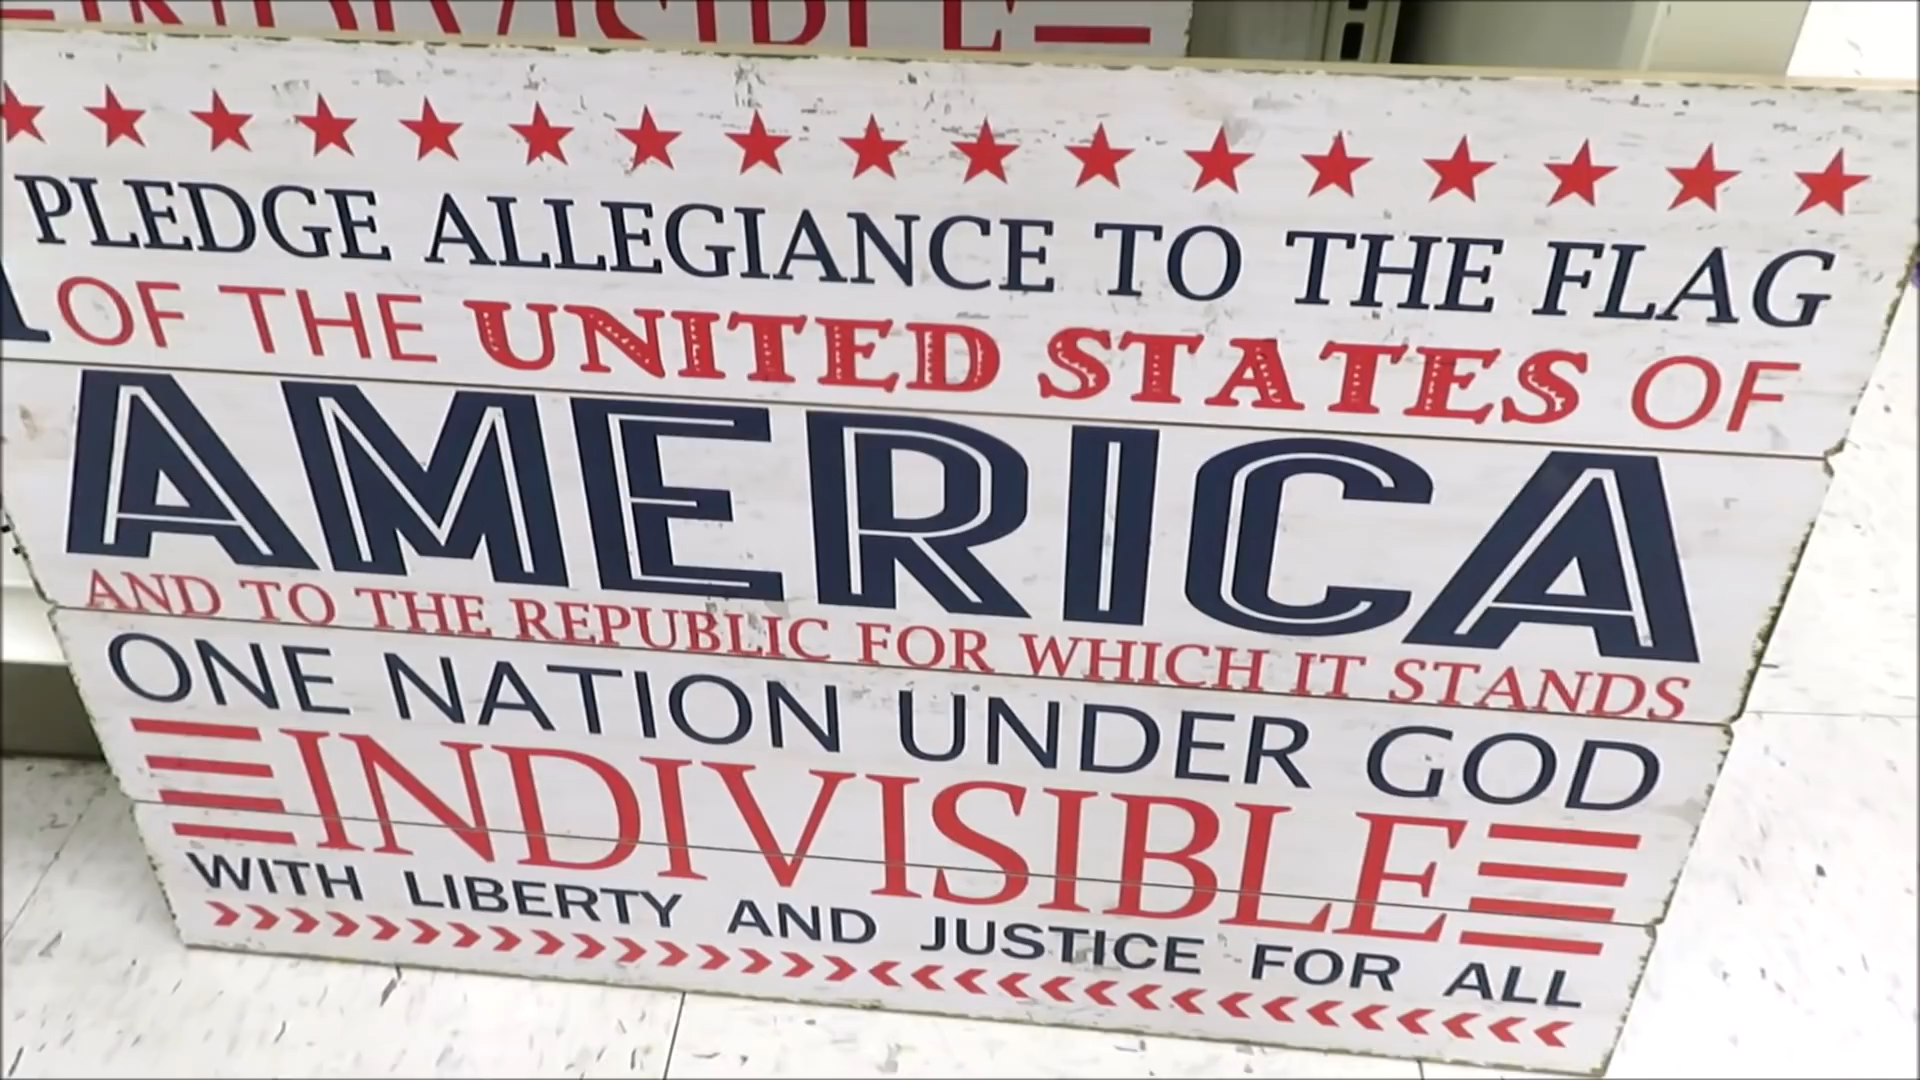 INDIVISIBLE
PLEDGE ALLEGIANCE TO THE FLAG
OF THE UNITED STATES OF
AMERICA
AND TO THE REPUBLIC FOR WHICH IT STANDS
ONE NATION UNDER GOD
INDIVISIBLE
WITH LIBERTY AND JUSTICE FOR ALL